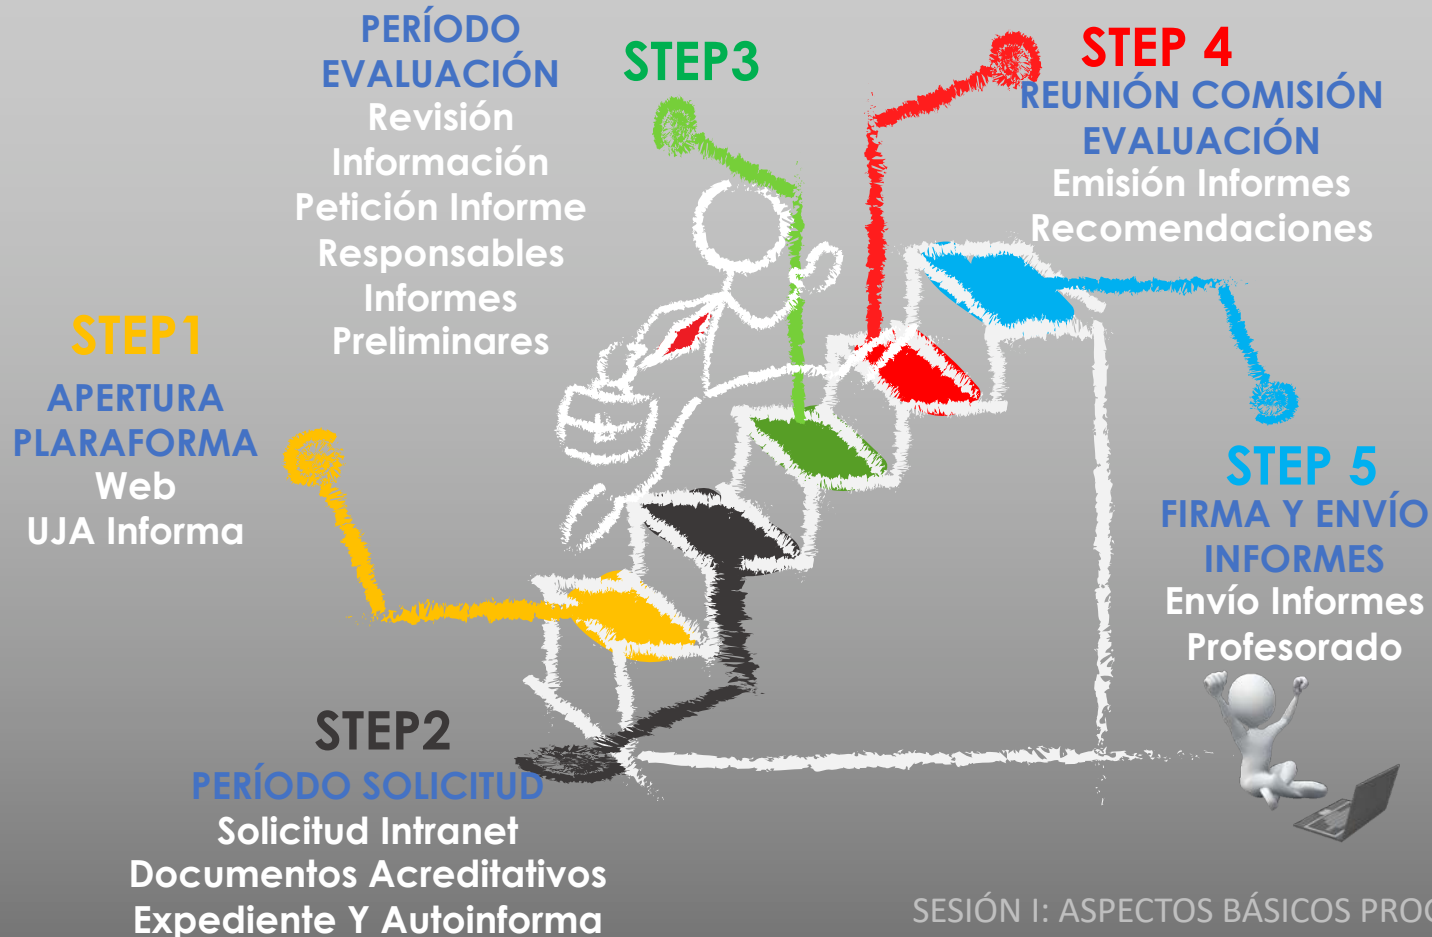 STEP1
APERTURA
PLARAFORMA
Web
UJA Informa
STEP2
PERÍODO SOLICITUD
Solicitud Intranet
Documentos Acreditativos
Expediente Y Autoinforma
STEP3
PERÍODO
EVALUACIÓN
Revisión
Información
Petición Informe
Responsables
Informes
Preliminares
STEP 4
REUNIÓN COMISIÓN
EVALUACIÓN
Emisión Informes
Recomendaciones
STEP 5
FIRMA Y ENVÍO
INFORMES
Envío Informes
Profesorado
SESIÓN I: ASPECTOS BÁSICOS